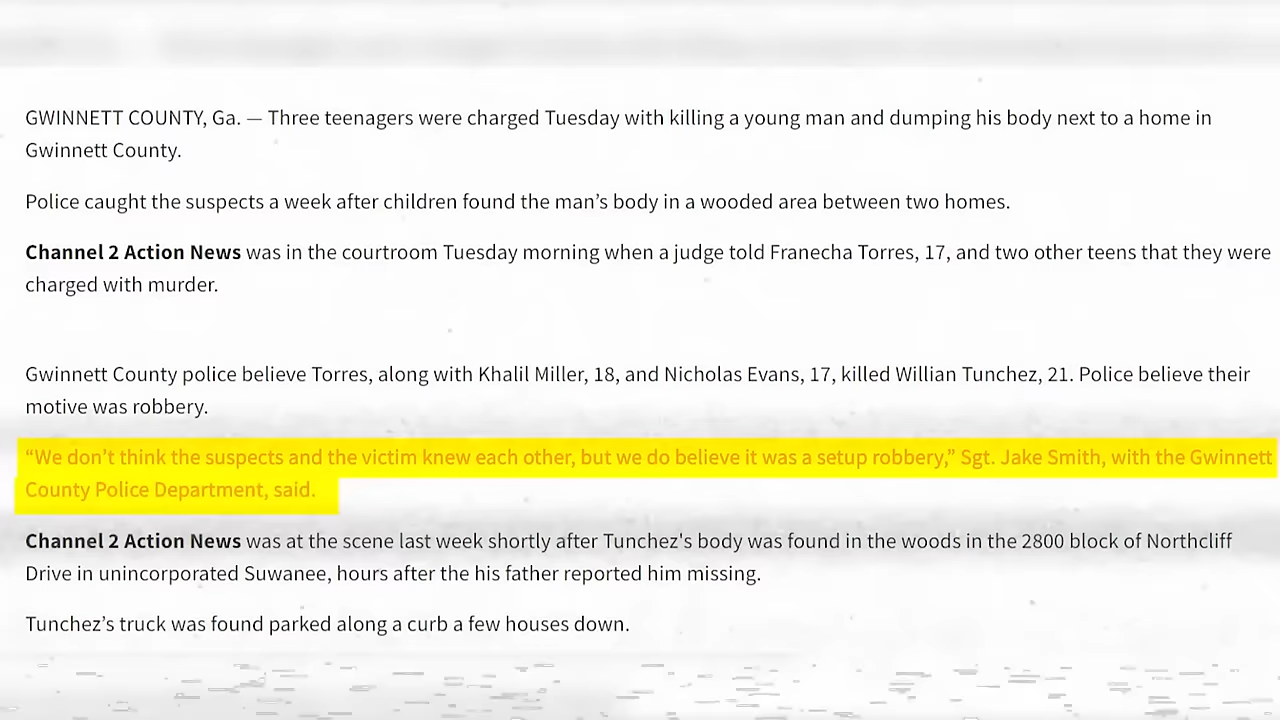 GWINNETT COUNTY, Ga. — Three teenagers were charged Tuesday with killing a young man and dumping his body next to a home in
Gwinnett County.
Police caught the suspects a week after children found the man’s body in a wooded area between two homes.
Channel 2 Action News was in the courtroom Tuesday morning when a judge told Franecha Torres, 17, and two other teens that they were
charged with murder.
Gwinnett County police believe Torres, along with Khalil Miller, 18, and Nicholas Evans, 17, killed Willian Tunchez, 21. Police believe their
motive was robbery.
“We don’t think the suspects and the victim knew each other, but we do believe it was a setup robbery,” Sgt. Jake Smith, with the Gwinnett
County Police Department, said.
Channel 2 Action News was at the scene last week shortly after Tunchez's body was found in the woods in the 2800 block of Northcliff
Drive in unincorporated Suwanee, hours after the his father reported him missing.
Tunchez’s truck was found parked along a curb a few houses down.